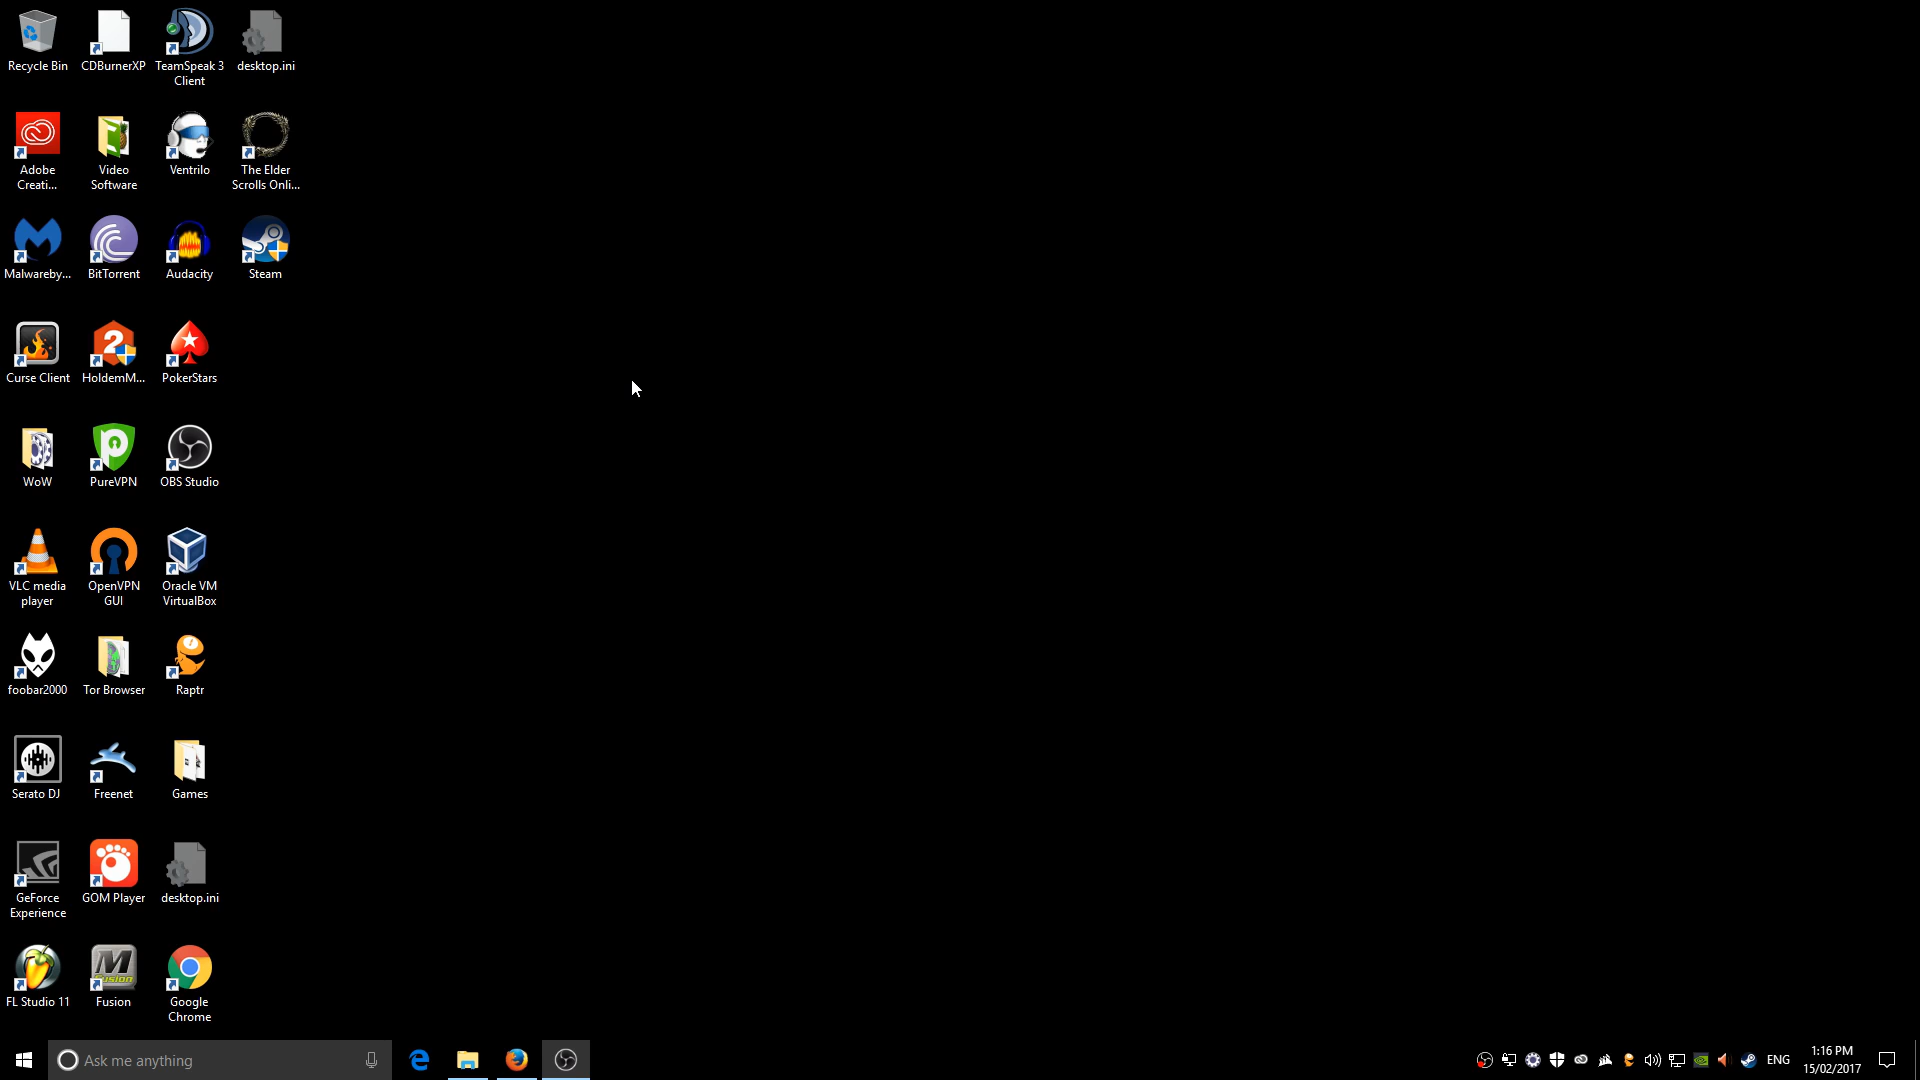 Recycle Bin
CDBurnerXP
TeamSpeak 3
Client
desktop.ini
Adobe
Creati...
Video
Software
Ventrilo
The Elder
Scrolls Onli...
Malwareby...
BitTorrent
Audacity
Steam
Curse Client
HoldemM...
PokerStars
WoW
PureVPN
OBS Studio
VLC media
player
OpenVPN
GUI
Oracle VM
VirtualBox
foobar2000
Tor Browser
Raptr
Serato DJ
Freenet
Games
GeForce
Experience
GOM Player
desktop.ini
FL Studio 11
Fusion
Google
Chrome
Ask me anything
ENG
1:16 PM
15/02/2017